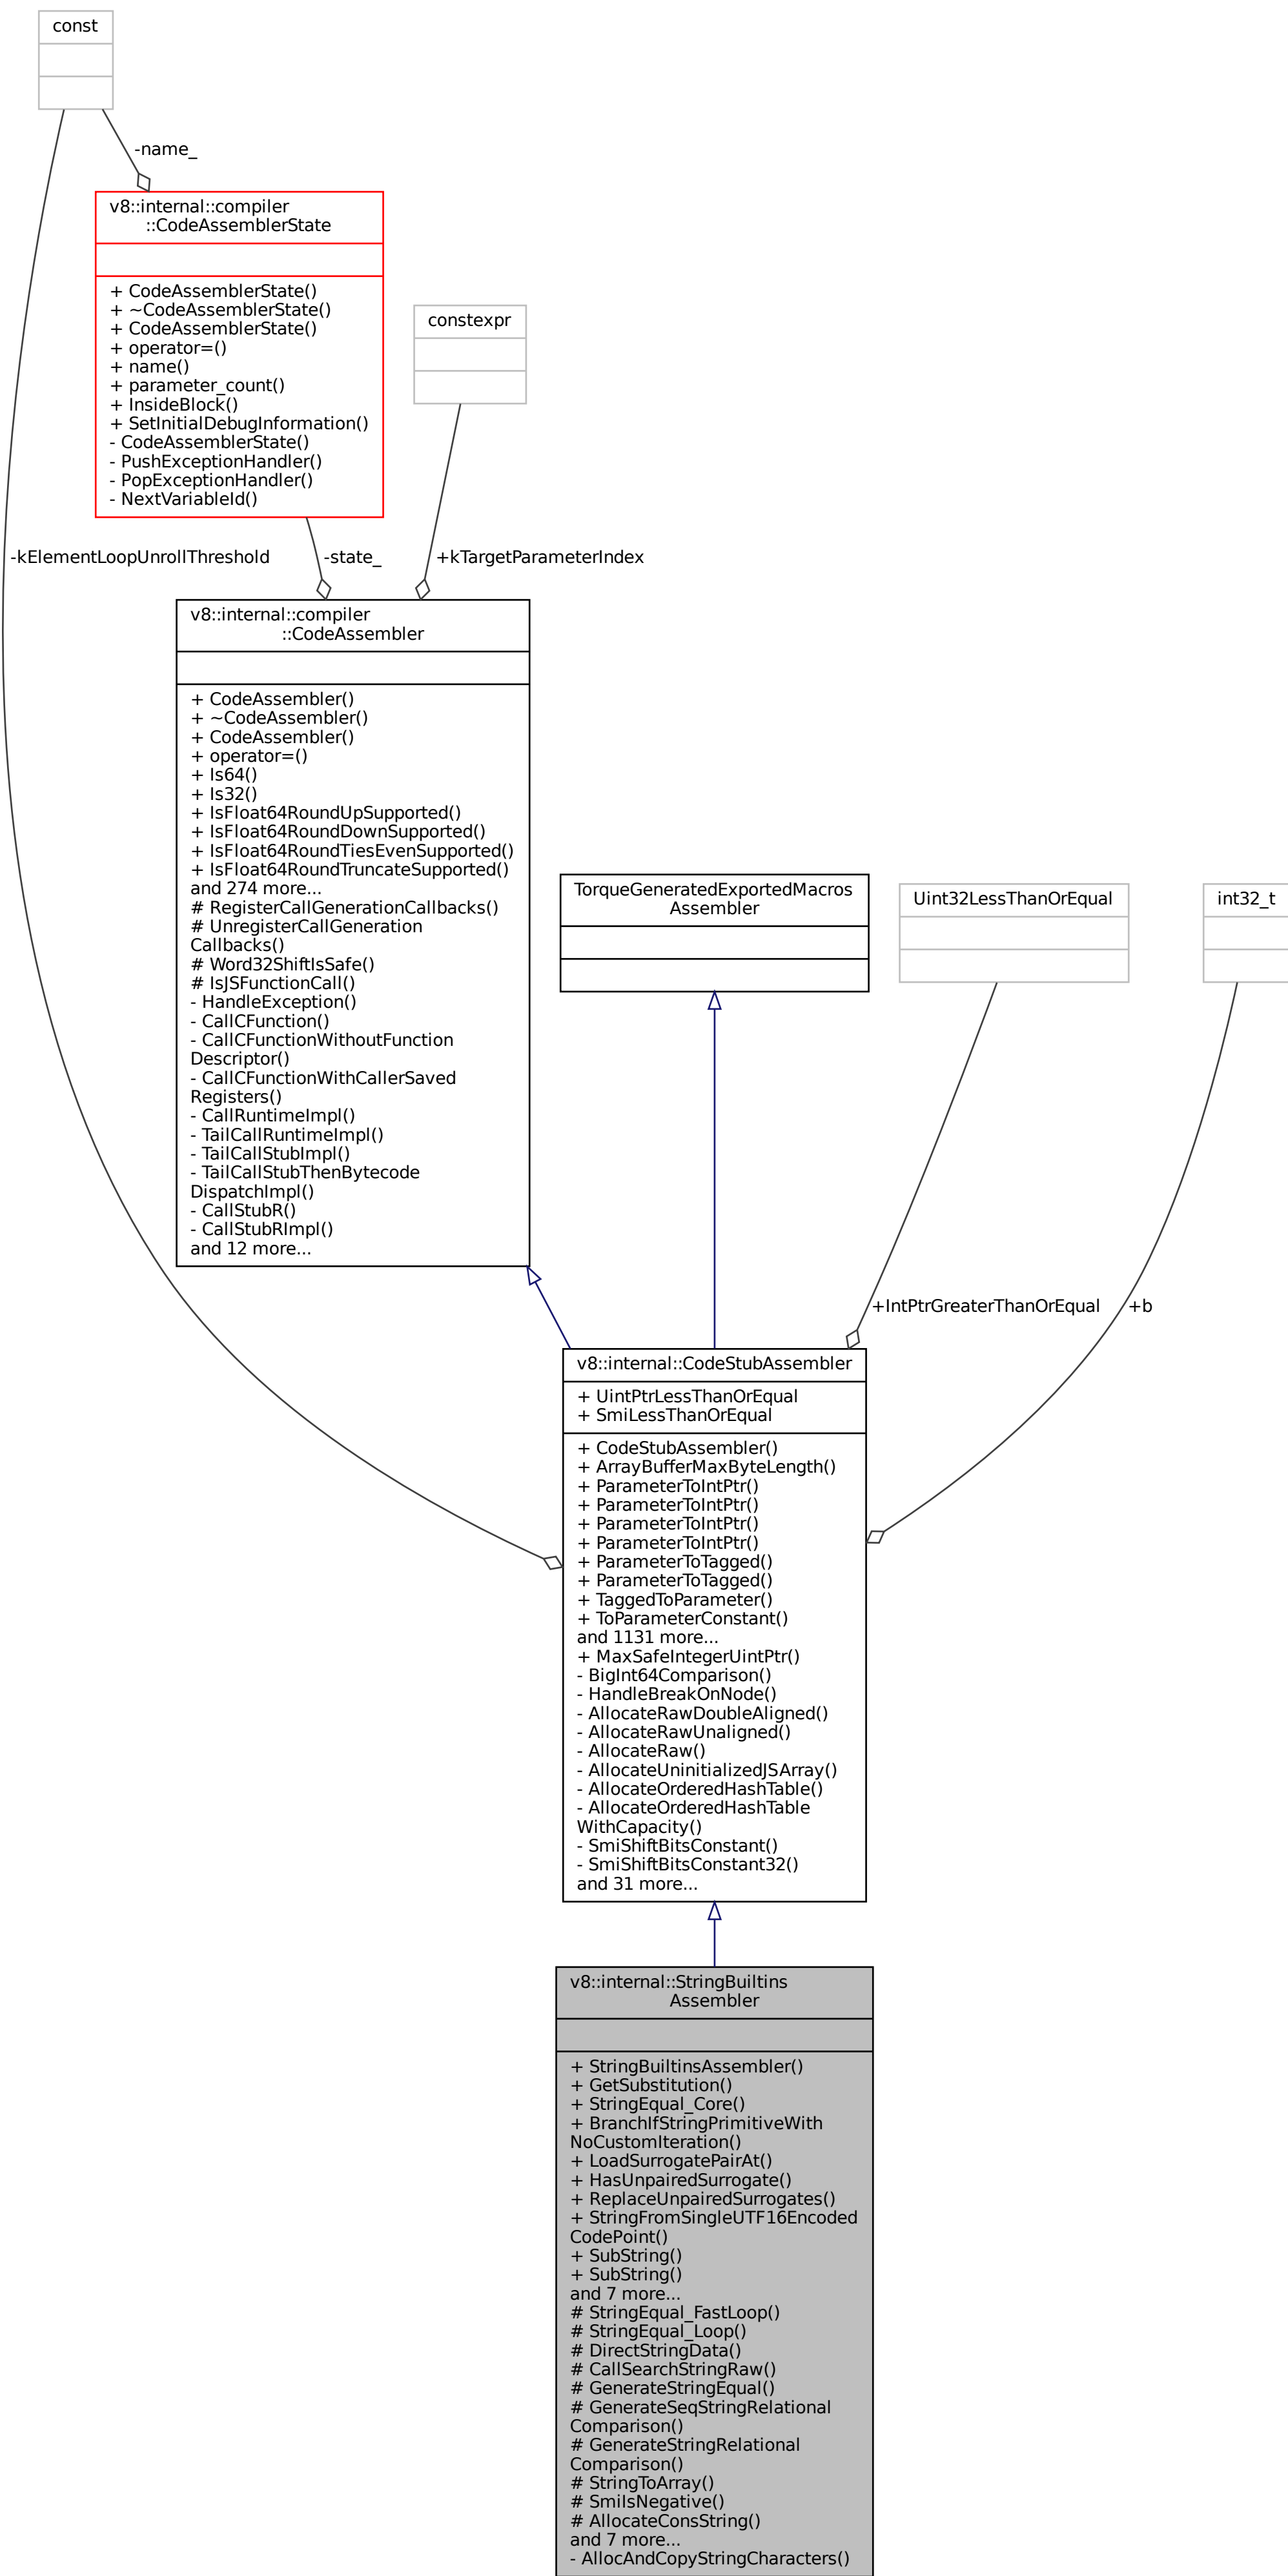 const
-name_
v8::internal::compiler
::CodeAssemblerState
+ CodeAssemblerState()
+ ~CodeAssemblerState()
+ CodeAssemblerState()
+ operator=()
+ name()
+ parameter_count()
+ InsideBlock()
+ SetInitialDebugInformation()
- CodeAssemblerState()
- PushExceptionHandler()
- PopExceptionHandler()
- NextVariableId()
constexpr
-kElementLoopUnrollThreshold
-state_
+kTargetParameterIndex
v8::internal::compiler
::CodeAssembler
+ CodeAssembler()
+ ~CodeAssembler()
+ CodeAssembler()
+ operator=()
+ Is64()
+ Is32()
+ IsFloat64RoundUpSupported()
+ IsFloat64RoundDownSupported()
+ IsFloat64RoundTiesEvenSupported()
+ IsFloat64RoundTruncateSupported()
and 274 more...
# RegisterCallGenerationCallbacks()
# UnregisterCallGeneration
Callbacks()
# Word32ShiftIsSafe()
# IsJSFunctionCall()
- HandleException()
- CallCFunction()
- CallCFunctionWithoutFunction
Descriptor()
- CallCFunctionWithCallerSaved
Registers()
- CallRuntimeImpl()
- TailCallRuntimeImpl()
- TailCallStubImpl()
- TailCallStubThenBytecode
DispatchImpl()
- CallStubR()
- CallStubRImpl()
and 12 more...
TorqueGeneratedExportedMacros
Assembler
Uint32LessThanOrEqual
int32_t
+IntPtrGreaterThanOrEqual
+b
v8::internal::CodeStubAssembler
+ UintPtrLessThanOrEqual
+ SmiLessThanOrEqual
+ CodeStubAssembler()
+ ArrayBufferMaxByteLength()
+ ParameterToIntPtr()
+ ParameterToIntPtr()
+ ParameterToIntPtr()
+ ParameterToIntPtr()
+ ParameterToTagged()
+ ParameterToTagged()
+ TaggedToParameter()
+ ToParameterConstant()
and 1131 more...
+ MaxSafeIntegerUintPtr()
- BigInt64Comparison()
- HandleBreakOnNode()
- AllocateRawDoubleAligned()
- AllocateRawUnaligned()
- AllocateRaw()
- AllocateUninitializedJSArray()
- AllocateOrderedHashTable()
- AllocateOrderedHashTable
WithCapacity()
- SmiShiftBitsConstant()
- SmiShiftBitsConstant32()
and 31 more...
v8::internal::StringBuiltins
Assembler
+ StringBuiltinsAssembler()
+ GetSubstitution()
+ StringEqual_Core()
+ BranchIfStringPrimitiveWith
NoCustomIteration()
+ LoadSurrogatePairAt()
+ HasUnpairedSurrogate()
+ ReplaceUnpairedSurrogates()
+ StringFromSingleUTF16Encoded
CodePoint()
+ SubString()
+ SubString()
and 7 more...
# StringEqual_FastLoop()
# StringEqual_Loop()
# DirectStringData()
# CallSearchStringRaw()
# GenerateStringEqual()
# GenerateSeqStringRelational
Comparison()
# GenerateStringRelational
Comparison()
# StringToArray()
# SmiIsNegative()
# AllocateConsString()
and 7 more...
- AllocAndCopyStringCharacters()